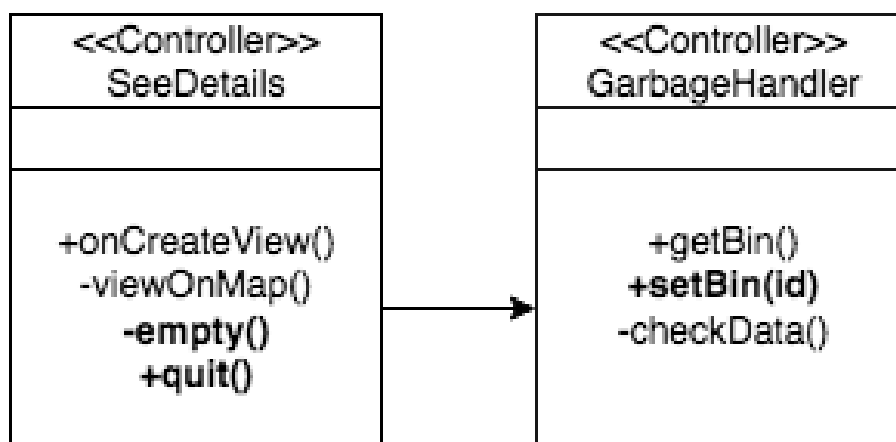 <<Controller>>
SeeDetails
+onCreateView()
-viewOnMap()
-empty()
+quit()
<<Controller>>
GarbageHandler
+getBin()
+setBin(id)
-checkData()